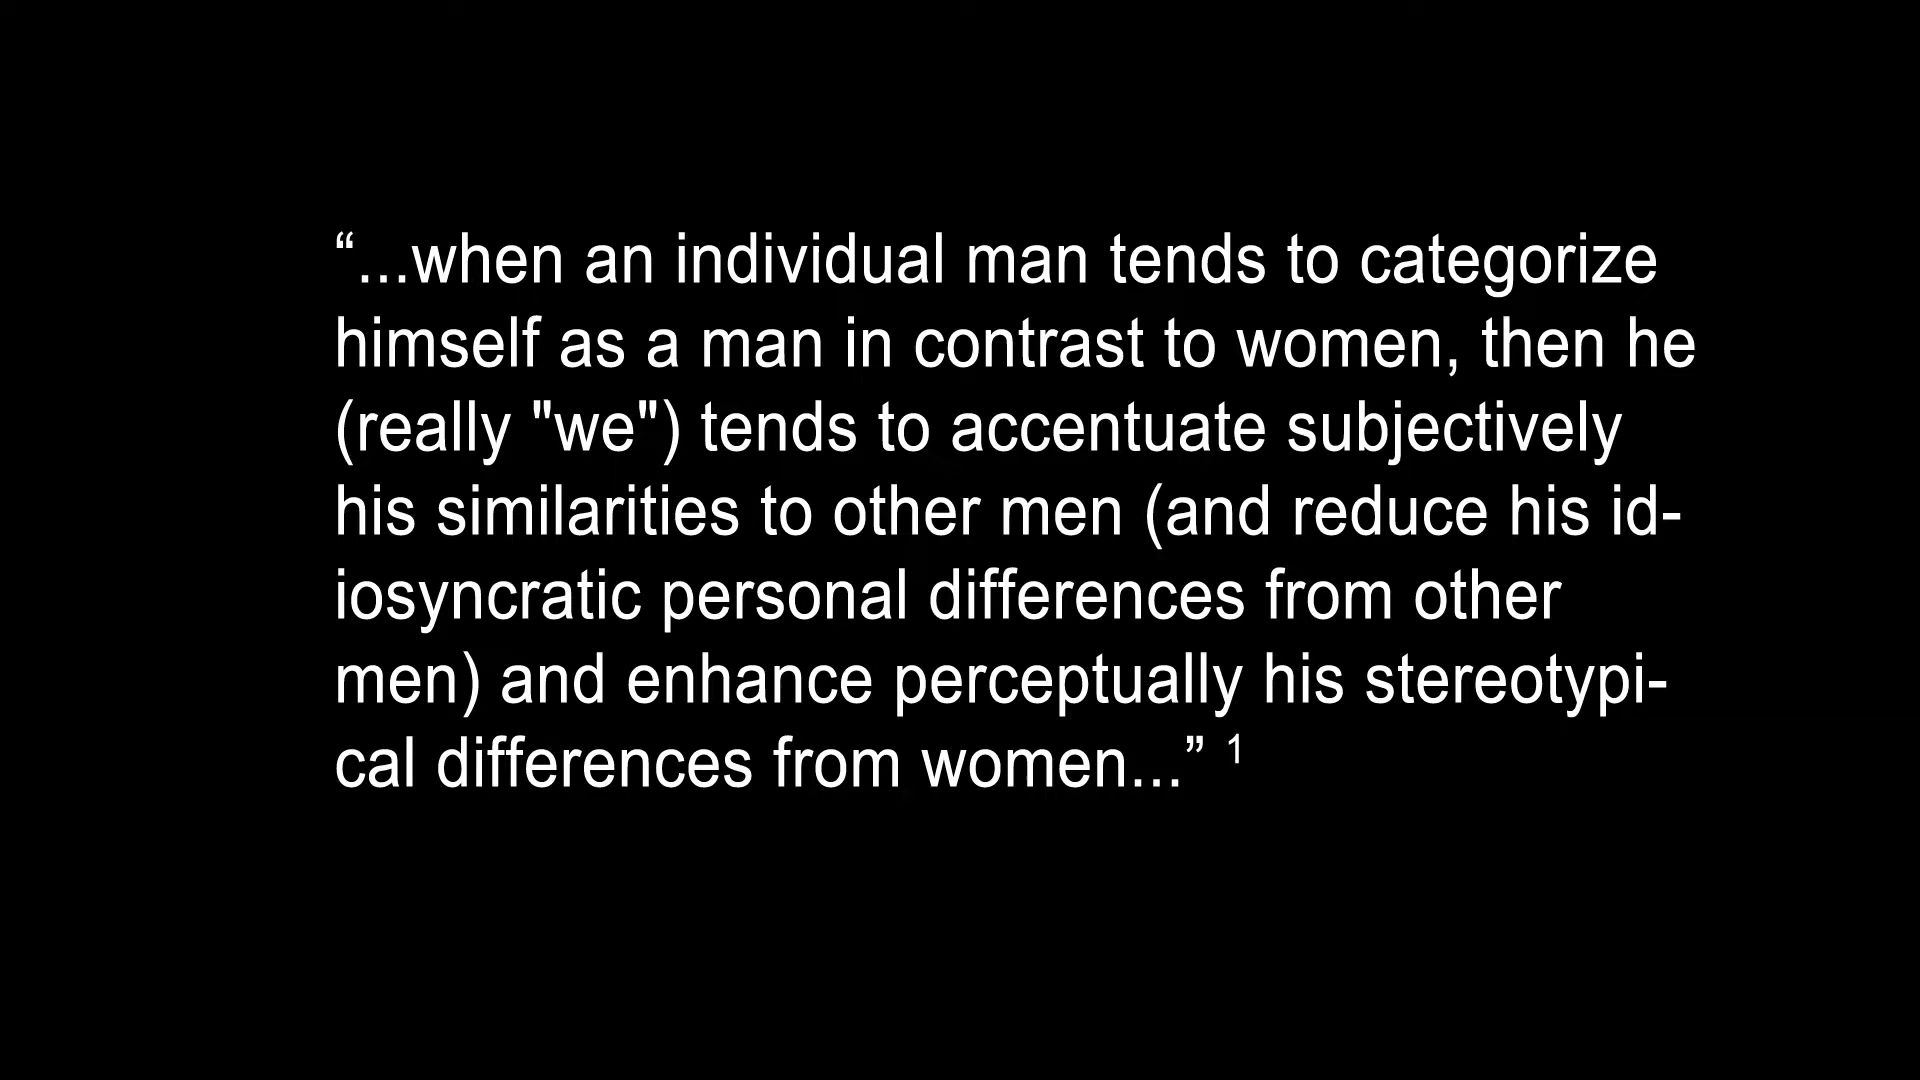 “...when an individual man tends to categorize
himself as a man in contrast to women, then he
(really "we") tends to accentuate subjectively
his similarities to other men (and reduce his id-
iosyncratic personal differences from other
men) and enhance perceptually his stereotypi-
cal differences from women...” 1